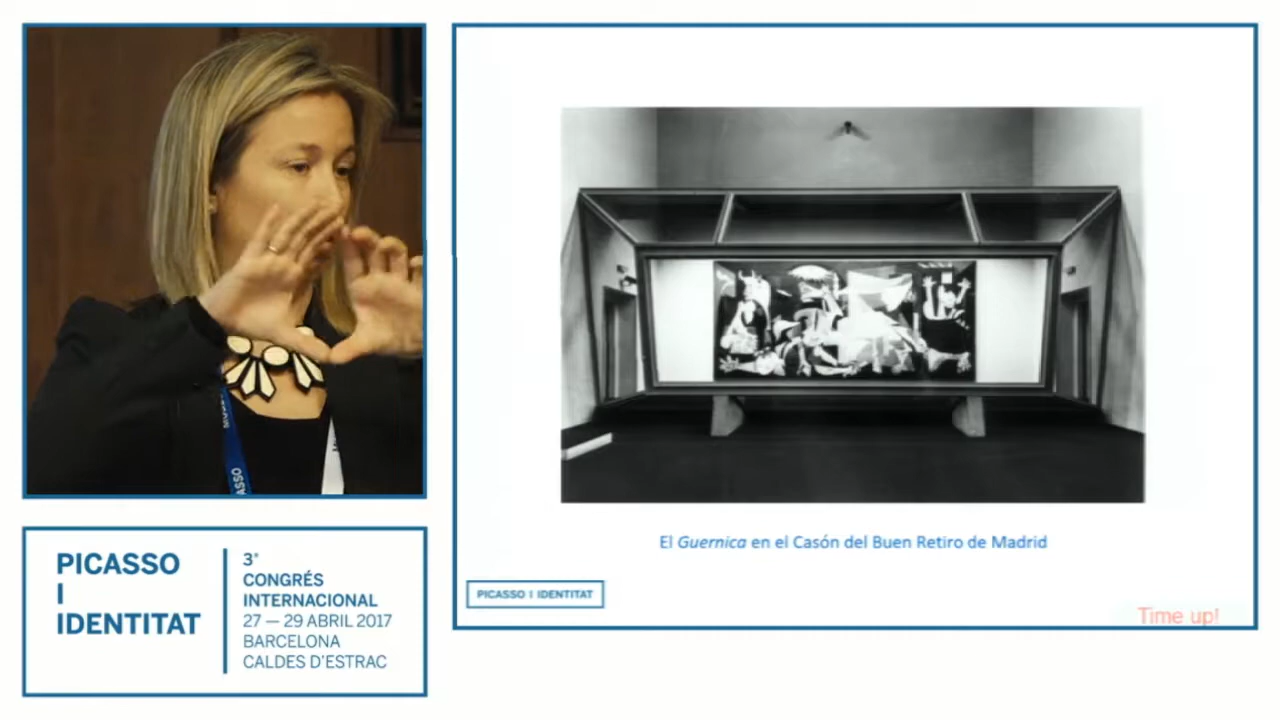 PICASSO
I
IDENTITAT
3º
CONGRÉS
INTERNACIONAL
27 — 29 ABRIL 2017
BARCELONA
CALDES D'ESTRAC
El Guernica en el Casón del Buen Retiro de Madrid
PICASSO I IDENTITAT
Time up!